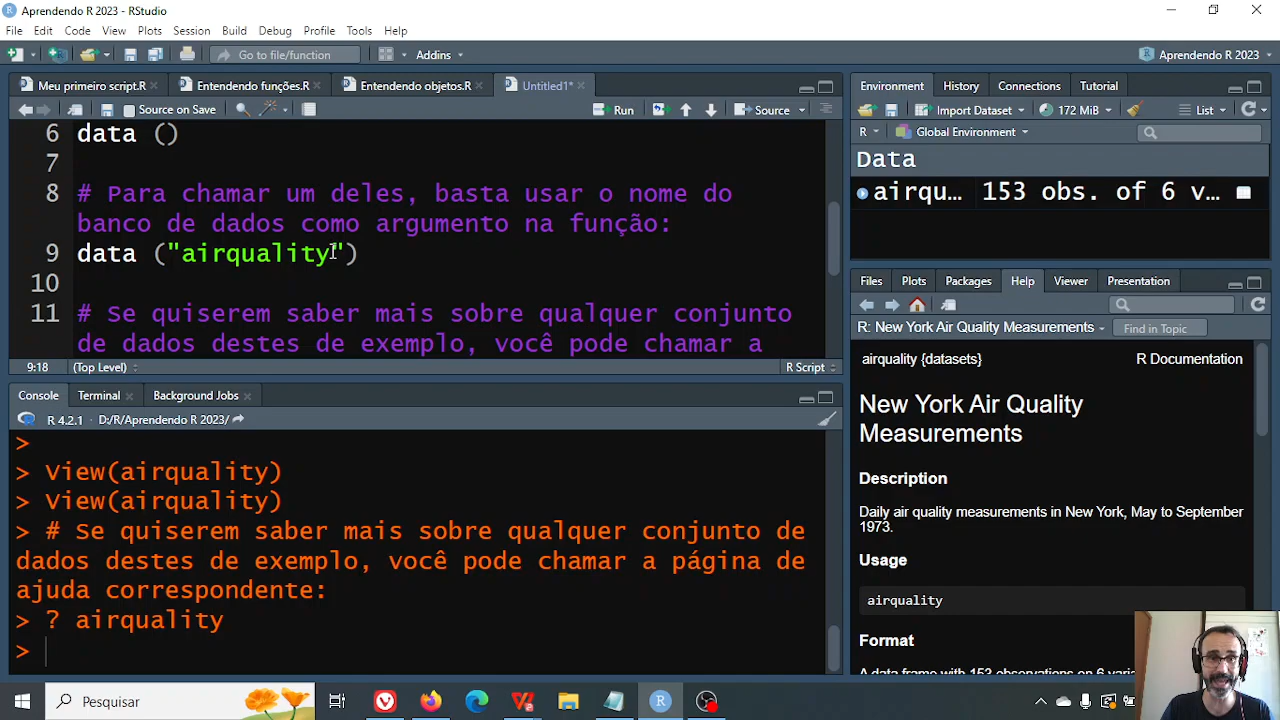 Aprendendo R 2023 - RStudio
File Edit Code View Plots Session Build Debug Profile Tools Help
Go to file/function Addins Aprendendo R 2023
Meu primeiro script.R Entendendo funções.R Entendendo objetos.R Untitled1*
Source on Save Run Source
6 data ()
7
8 # Para chamar um deles, basta usar o nome do
banco de dados como argumento na função:
9 data ("airquality")
10
11 # Se quiserem saber mais sobre qualquer conjunto
de dados destes de exemplo, você pode chamar a
9:18 (Top Level) R Script
Console Terminal Background Jobs
R 4.2.1 · D:/R/Aprendendo R 2023/
>
> View(airquality)
> View(airquality)
> # Se quiserem saber mais sobre qualquer conjunto de
dados destes de exemplo, você pode chamar a página de
ajuda correspondente:
> ? airquality
>
Environment History Connections Tutorial
Import Dataset 172 MiB List
R Global Environment
Data
airqu... 153 obs. of 6 v...
Files Plots Packages Help Viewer Presentation
R: New York Air Quality Measurements Find in Topic
airquality {datasets} R Documentation
New York Air Quality
Measurements
Description
Daily air quality measurements in New York, May to September
1973.
Usage
airquality
Format
A data frame with 153 observations on 6
Pesquisar